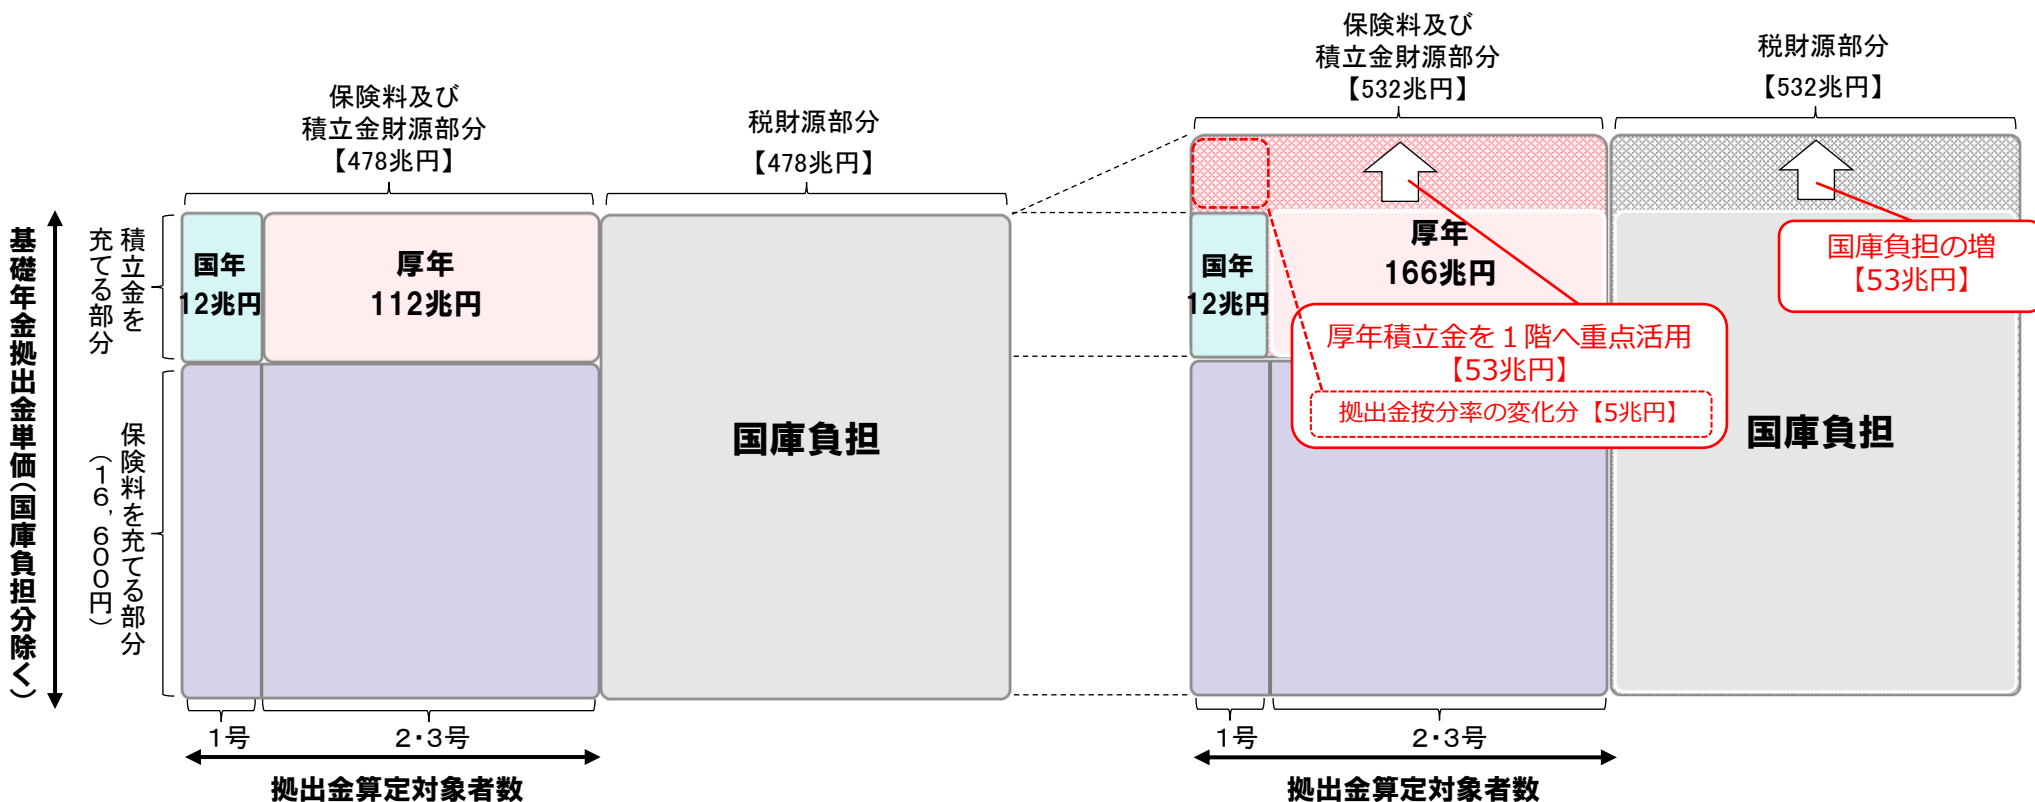 保険料及び
積立金財源部分
【478兆円】
税財源部分
【478兆円】
基礎年金拠出金単価(国庫負担分除く)
積立金を
充てる部分
保険料を充てる部分
(16,600円)
国年
12兆円
厚年
112兆円
国庫負担
1号
2・3号
拠出金算定対象者数
保険料及び
積立金財源部分
【532兆円】
税財源部分
【532兆円】
国年
12兆円
厚年
166兆円
国庫負担の増
【53兆円】
厚年積立金を1階へ重点活用
【53兆円】
拠出金按分率の変化分【5兆円】
国庫負担
1号
2・3号
拠出金算定対象者数